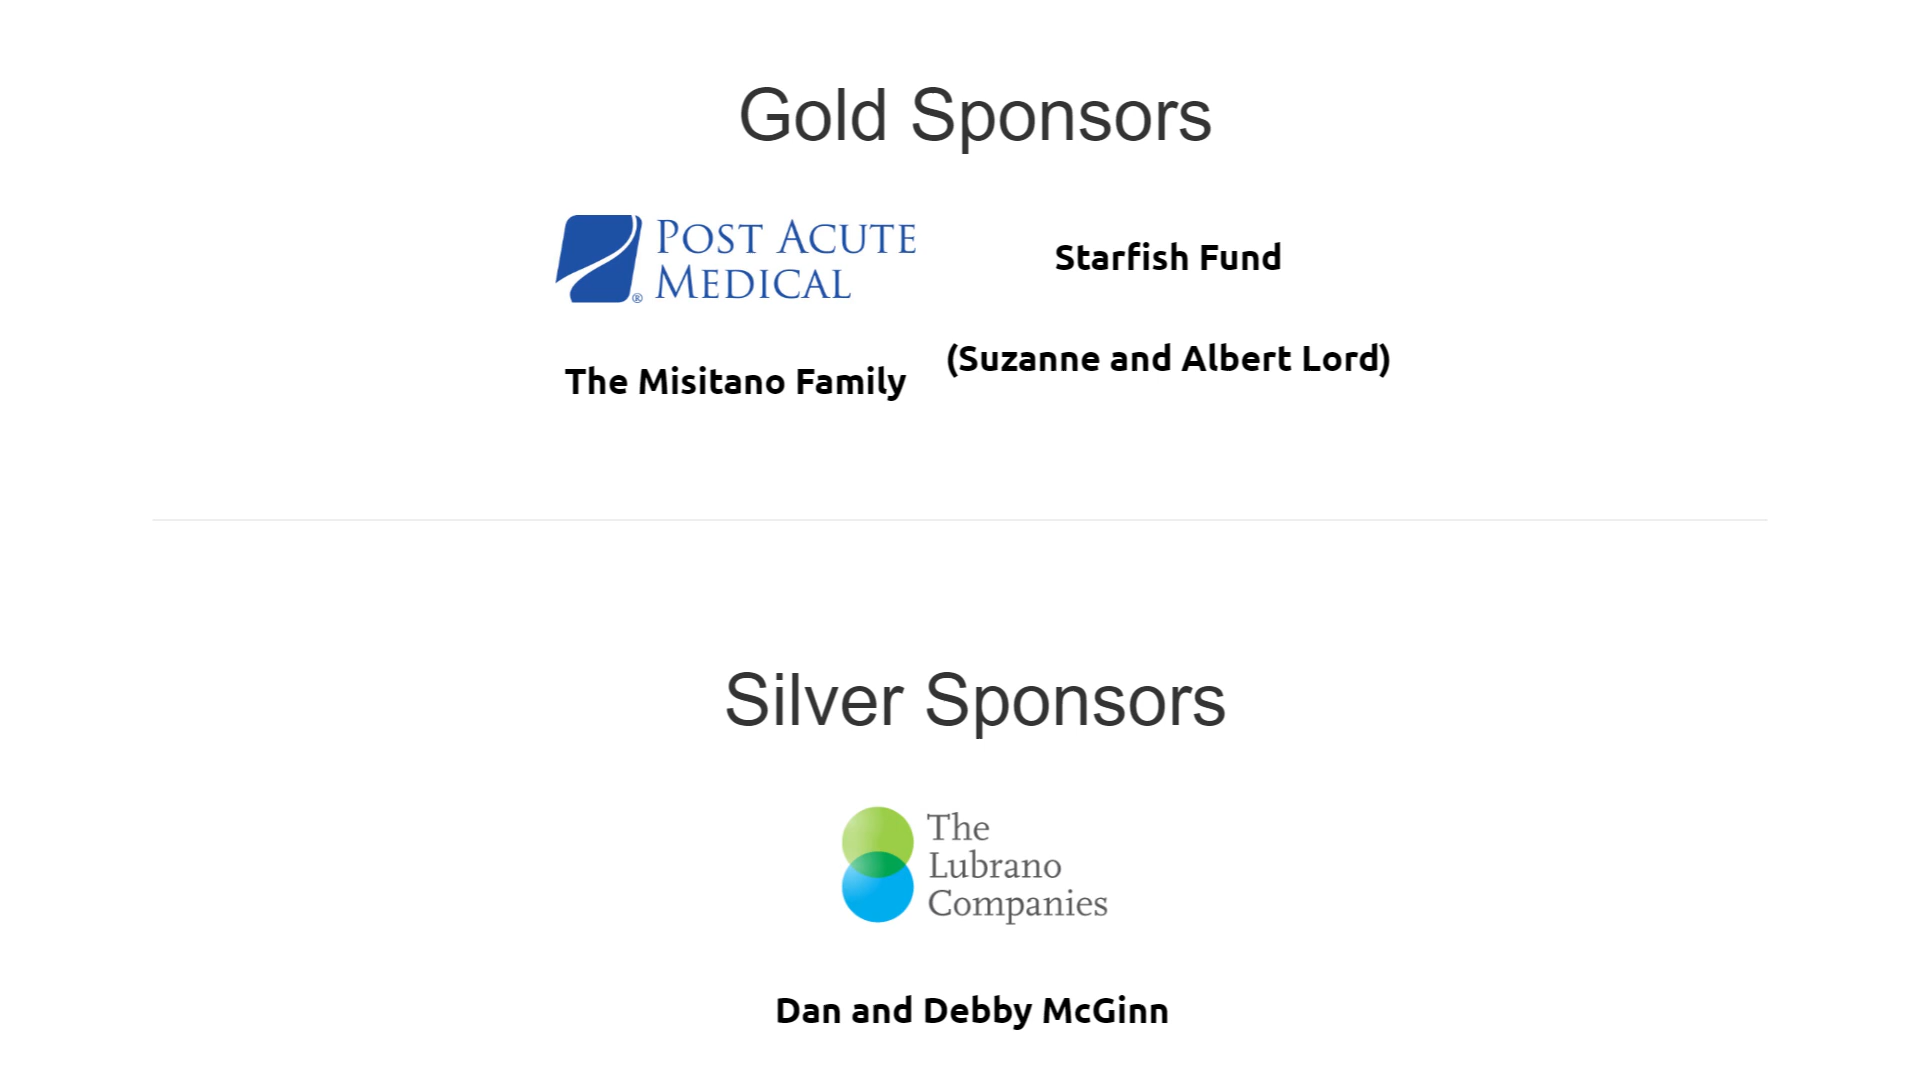 Gold Sponsors
POST ACUTE
MEDICAL
®
The Misitano Family
Starfish Fund
(Suzanne and Albert Lord)
Silver Sponsors
The
Lubrano
Companies
Dan and Debby McGinn